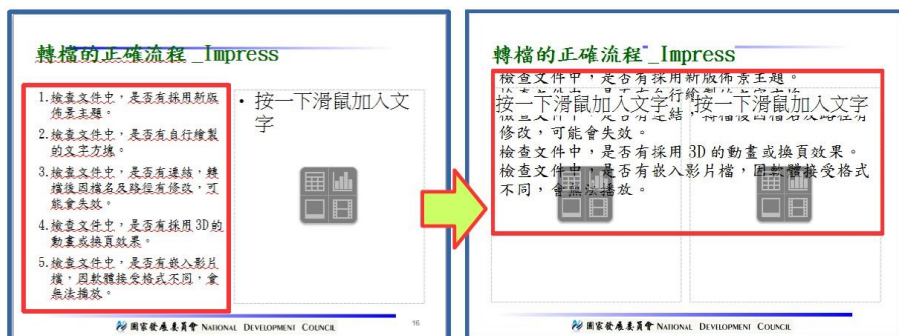 轉檔的正確流程_Impress
1.檢查文件中，是否有採用新版
佈景主題。
2.檢查文件中，是否有自行繪製
的文字方塊。
3.檢查文件中，是否有連結，轉
檔後因檔名及路徑有修改，可
能會失效。
4.檢查文件中，是否有採用3D的
動畫或換頁效果。
5.檢查文件中，是否有嵌入影片
檔，因軟體接受格式不同，會
無法播放。
• 按一下滑鼠加入文
字
國家發展委員會 NATIONAL DEVELOPMENT COUNCIL
16
轉檔的正確流程_Impress
檢查文件中，是否有採用新版佈景主題。
按一下滑鼠加入文字
按一下滑鼠加入文字
修改，可能會失效。
檢查文件中，是否有採用 3D 的動畫或換頁效果。
檢查文件中，是否有嵌入影片檔，因軟體接受格式
不同，會無法播放。
國家發展委員會 NATIONAL DEVELOPMENT COUNCIL